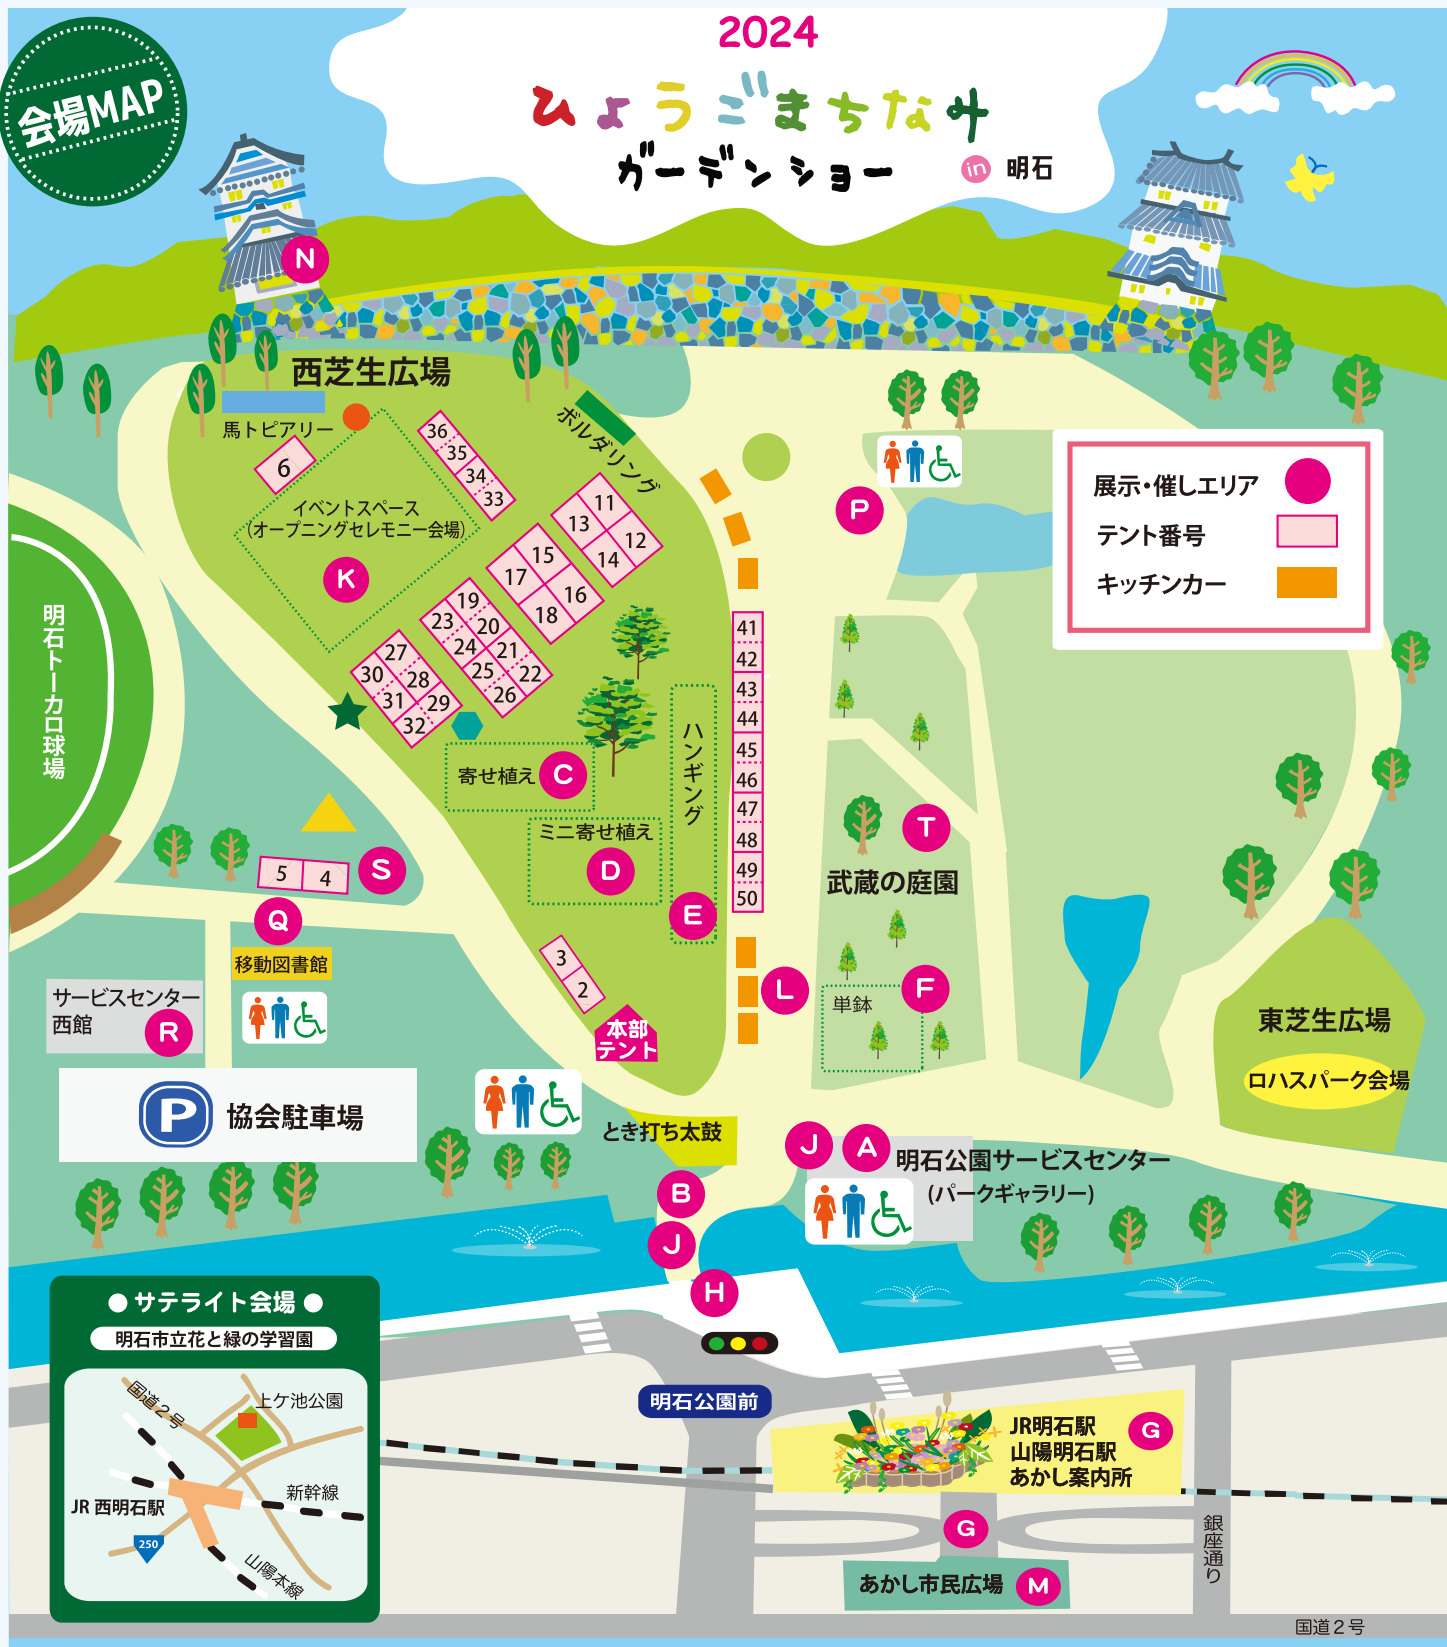 会場MAP
2024
ひょうごまちなみ
ガーデンショー in 明石
N
西芝生広場
馬トピアリー
ボルダリング
6
36
35
34
33
イベントスペース
(オープニングセレモニー会場)
K
11
13
12
14
15
17
16
18
19
23
20
24
21
25
22
26
27
30
28
31
29
32
P
展示・催しエリア
テント番号
キッチンカー
明石トーカロ球場
41
42
43
44
45
46
47
48
49
50
ハンギング
E
寄せ植え C
ミニ寄せ植え
D
T
武蔵の庭園
5
4
S
Q
移動図書館
サービスセンター
西館
R
3
2
本部
テント
L
F
単鉢
東芝生広場
ロハスパーク会場
P 協会駐車場
とき打ち太鼓
J
A
明石公園サービスセンター
(パークギャラリー)
B
J
H
サテライト会場
明石市立花と緑の学習園
国道2号
上ケ池公園
新幹線
JR 西明石駅
250
山陽本線
明石公園前
JR明石駅
山陽明石駅
あかし案内所
G
G
あかし市民広場 M
銀座通り
国道2号